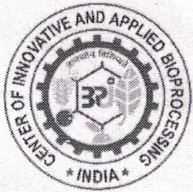 CENTER OF INNOVATIVE AND APPLIED BIOPROCESSING
* INDIA *